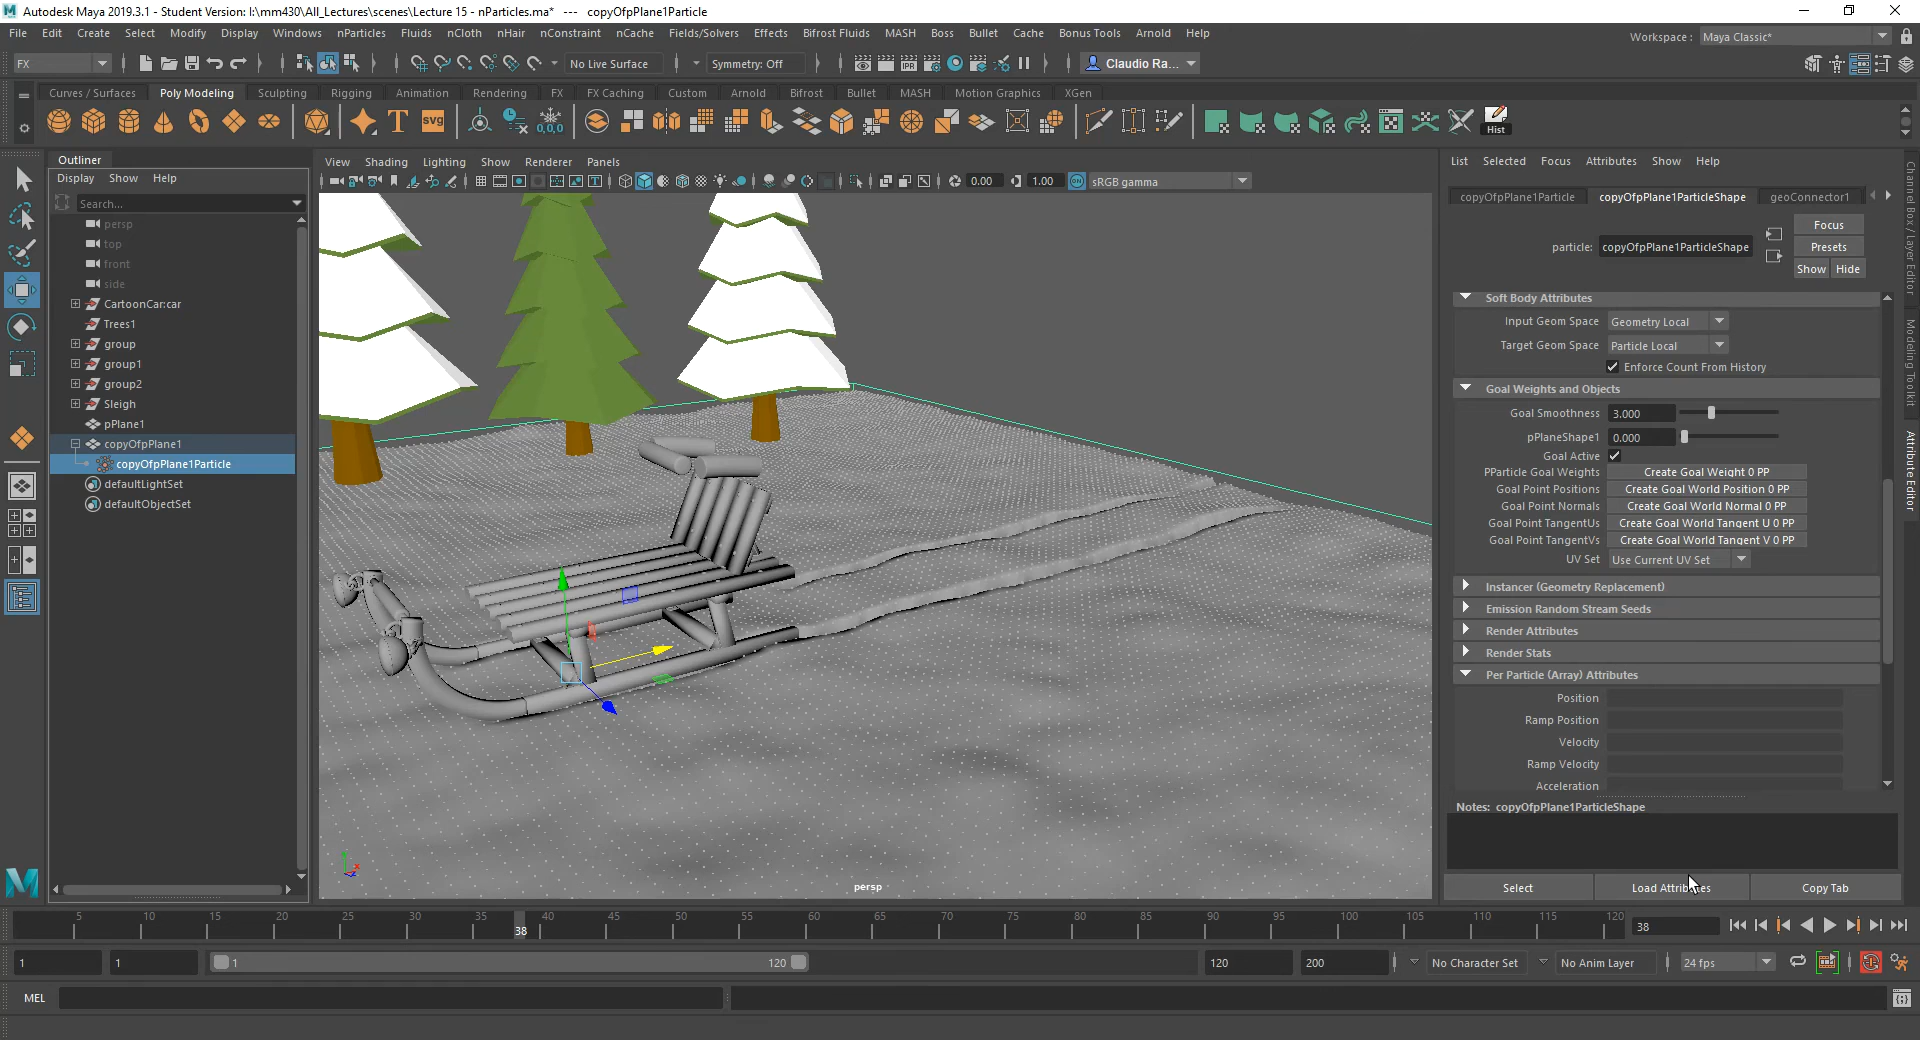 Autodesk Maya 2019.3.1 - Student Version: I:\mm430\All_Lectures\scenes\Lecture 15 - nParticles.ma* --- copyOfpPlane1Particle
File Edit Create Select Modify Display Windows nParticles Fluids nCloth nHair nConstraint nCache Fields/Solvers Effects Bifrost Fluids MASH Boss Bullet Cache Bonus Tools Arnold Help
Workspace : Maya Classic*
FX No Live Surface Symmetry: Off Claudio Ra...
Curves / Surfaces Poly Modeling Sculpting Rigging Animation Rendering FX FX Caching Custom Arnold Bifrost Bullet MASH Motion Graphics XGen
T svg 0,0,0 Hist
Outliner
Display Show Help
Search...
persp
top
front
side
CartoonCar:car
Trees1
group
group1
group2
Sleigh
pPlane1
copyOfpPlane1
copyOfpPlane1Particle
defaultLightSet
defaultObjectSet
View Shading Lighting Show Renderer Panels
0.00 1.00 ON sRGB gamma
persp
List Selected Focus Attributes Show Help
copyOfpPlane1Particle copyOfpPlane1ParticleShape geoConnector1
Focus
particle: copyOfpPlane1ParticleShape Presets
Show Hide
Soft Body Attributes
Input Geom Space Geometry Local
Target Geom Space Particle Local
Enforce Count From History
Goal Weights and Objects
Goal Smoothness 3.000
pPlaneShape1 0.000
Goal Active
PParticle Goal Weights Create Goal Weight 0 PP
Goal Point Positions Create Goal World Position 0 PP
Goal Point Normals Create Goal World Normal 0 PP
Goal Point TangentUs Create Goal World Tangent U 0 PP
Goal Point TangentVs Create Goal World Tangent V 0 PP
UV Set Use Current UV Set
Instancer (Geometry Replacement)
Emission Random Stream Seeds
Render Attributes
Render Stats
Per Particle (Array) Attributes
Position
Ramp Position
Velocity
Ramp Velocity
Acceleration
Notes: copyOfpPlane1ParticleShape
Select Load Attributes Copy Tab
Channel Box / Layer Editor
Modeling Toolkit
Attribute Editor
5 10 15 20 25 30 35 40 45 50 55 60 65 70 75 80 85 90 95 100 105 110 115 120
38 38
1 1 1 120 120 200 No Character Set No Anim Layer 24 fps
MEL